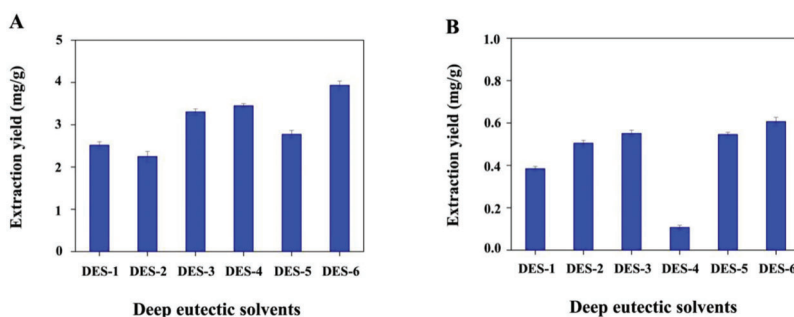 A
Extraction yield (mg/g)
5
4
3
2
1
0
DES-1 DES-2 DES-3 DES-4 DES-5 DES-6
Deep eutectic solvents
B
Extraction yield (mg/g)
1.0
0.8
0.6
0.4
0.2
0.0
DES-1 DES-2 DES-3 DES-4 DES-5 DES-6
Deep eutectic solvents